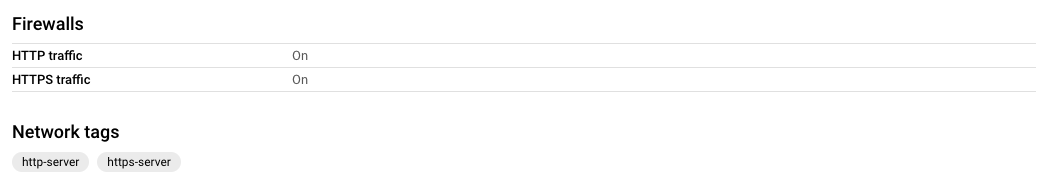 Firewalls
HTTP traffic On
HTTPS traffic On
Network tags
http-server https-server